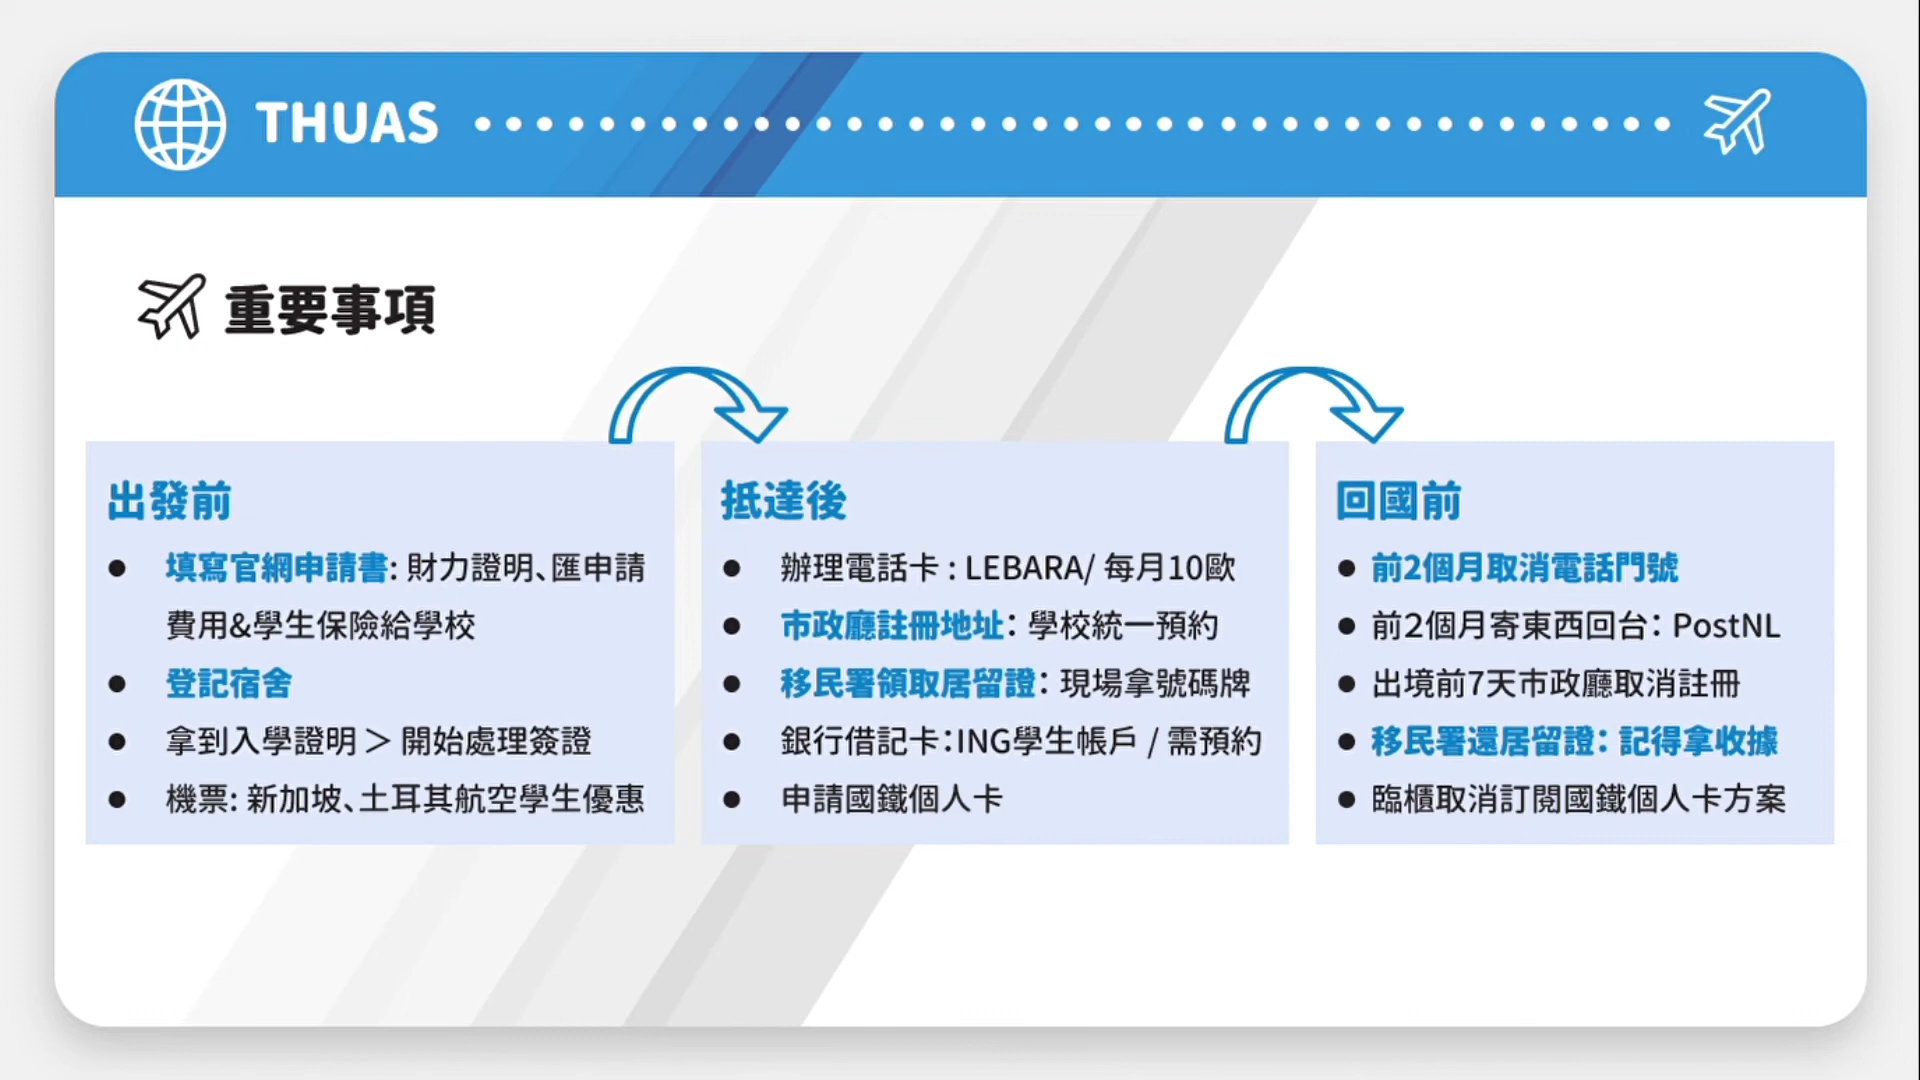 THUAS
重要事項
出發前
● 填寫官網申請書: 財力證明、匯申請
費用&學生保險給學校
● 登記宿舍
● 拿到入學證明 > 開始處理簽證
● 機票: 新加坡、土耳其航空學生優惠
抵達後
● 辦理電話卡 : LEBARA/ 每月10歐
● 市政廳註冊地址：學校統一預約
● 移民署領取居留證：現場拿號碼牌
● 銀行借記卡：ING學生帳戶 / 需預約
● 申請國鐵個人卡
回國前
● 前2個月取消電話門號
● 前2個月寄東西回台：PostNL
● 出境前7天市政廳取消註冊
● 移民署還居留證：記得拿收據
● 臨櫃取消訂閱國鐵個人卡方案